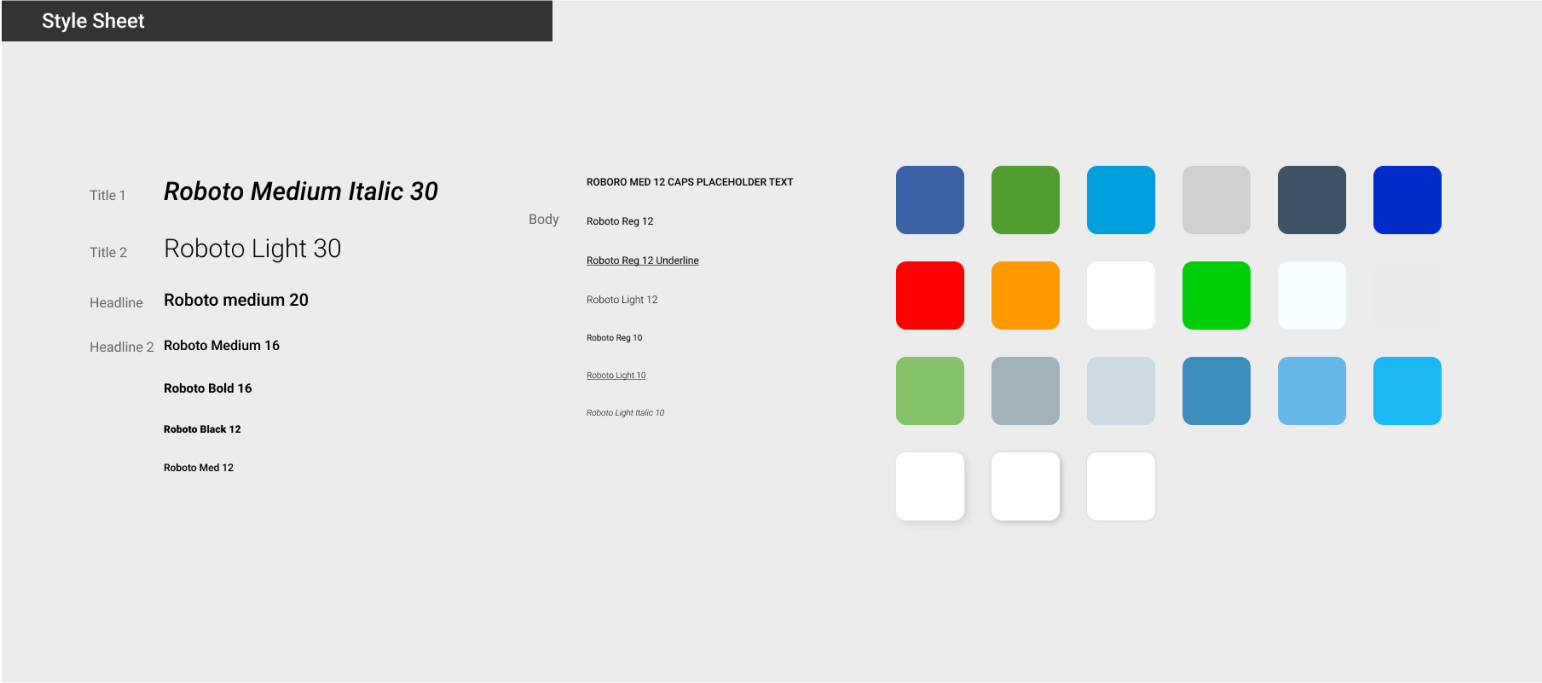 Style Sheet
Title 1
Roboto Medium Italic 30
Title 2
Roboto Light 30
Headline
Roboto medium 20
Headline 2
Roboto Medium 16
Roboto Bold 16
Roboto Black 12
Roboto Med 12
Body
ROBORO MED 12 CAPS PLACEHOLDER TEXT
Roboto Reg 12
Roboto Reg 12 Underline
Roboto Light 12
Roboto Reg 10
Roboto Light 10
Roboto Light Italic 10